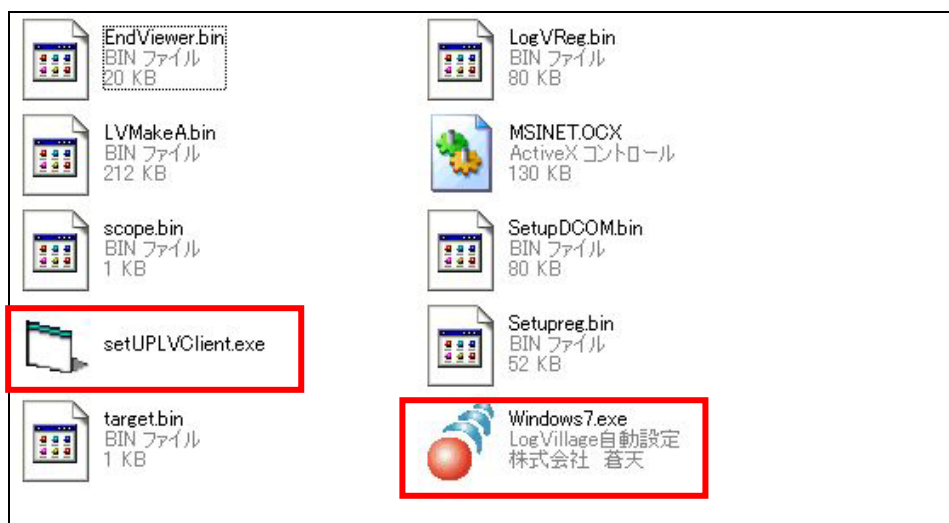 EndViewer.bin
BIN ファイル
20 KB
LogVReg.bin
BIN ファイル
80 KB
LVMakeA.bin
BIN ファイル
212 KB
MSINET.OCX
ActiveX コントロール
130 KB
scope.bin
BIN ファイル
1 KB
SetupDCOM.bin
BIN ファイル
80 KB
setUPLVClient.exe
Setupreg.bin
BIN ファイル
52 KB
target.bin
BIN ファイル
1 KB
Windows7.exe
LogVillage自動設定
株式会社 蒼天